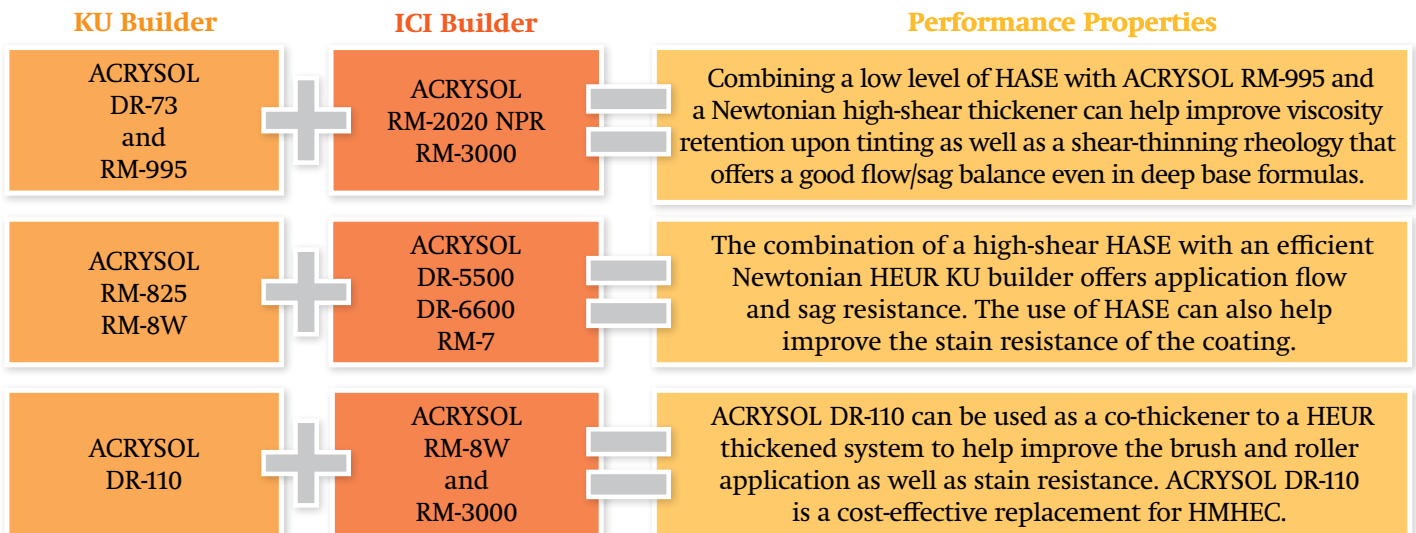 KU Builder
ICI Builder
Performance Properties
ACRYSOL
DR-73
and
RM-995
ACRYSOL
RM-2020 NPR
RM-3000
Combining a low level of HASE with ACRYSOL RM-995 and
a Newtonian high-shear thickener can help improve viscosity
retention upon tinting as well as a shear-thinning rheology that
offers a good flow/sag balance even in deep base formulas.
ACRYSOL
RM-825
RM-8W
ACRYSOL
DR-5500
DR-6600
RM-7
The combination of a high-shear HASE with an efficient
Newtonian HEUR KU builder offers application flow
and sag resistance. The use of HASE can also help
improve the stain resistance of the coating.
ACRYSOL
DR-110
ACRYSOL
RM-8W
and
RM-3000
ACRYSOL DR-110 can be used as a co-thickener to a HEUR
thickened system to help improve the brush and roller
application as well as stain resistance. ACRYSOL DR-110
is a cost-effective replacement for HMHEC.